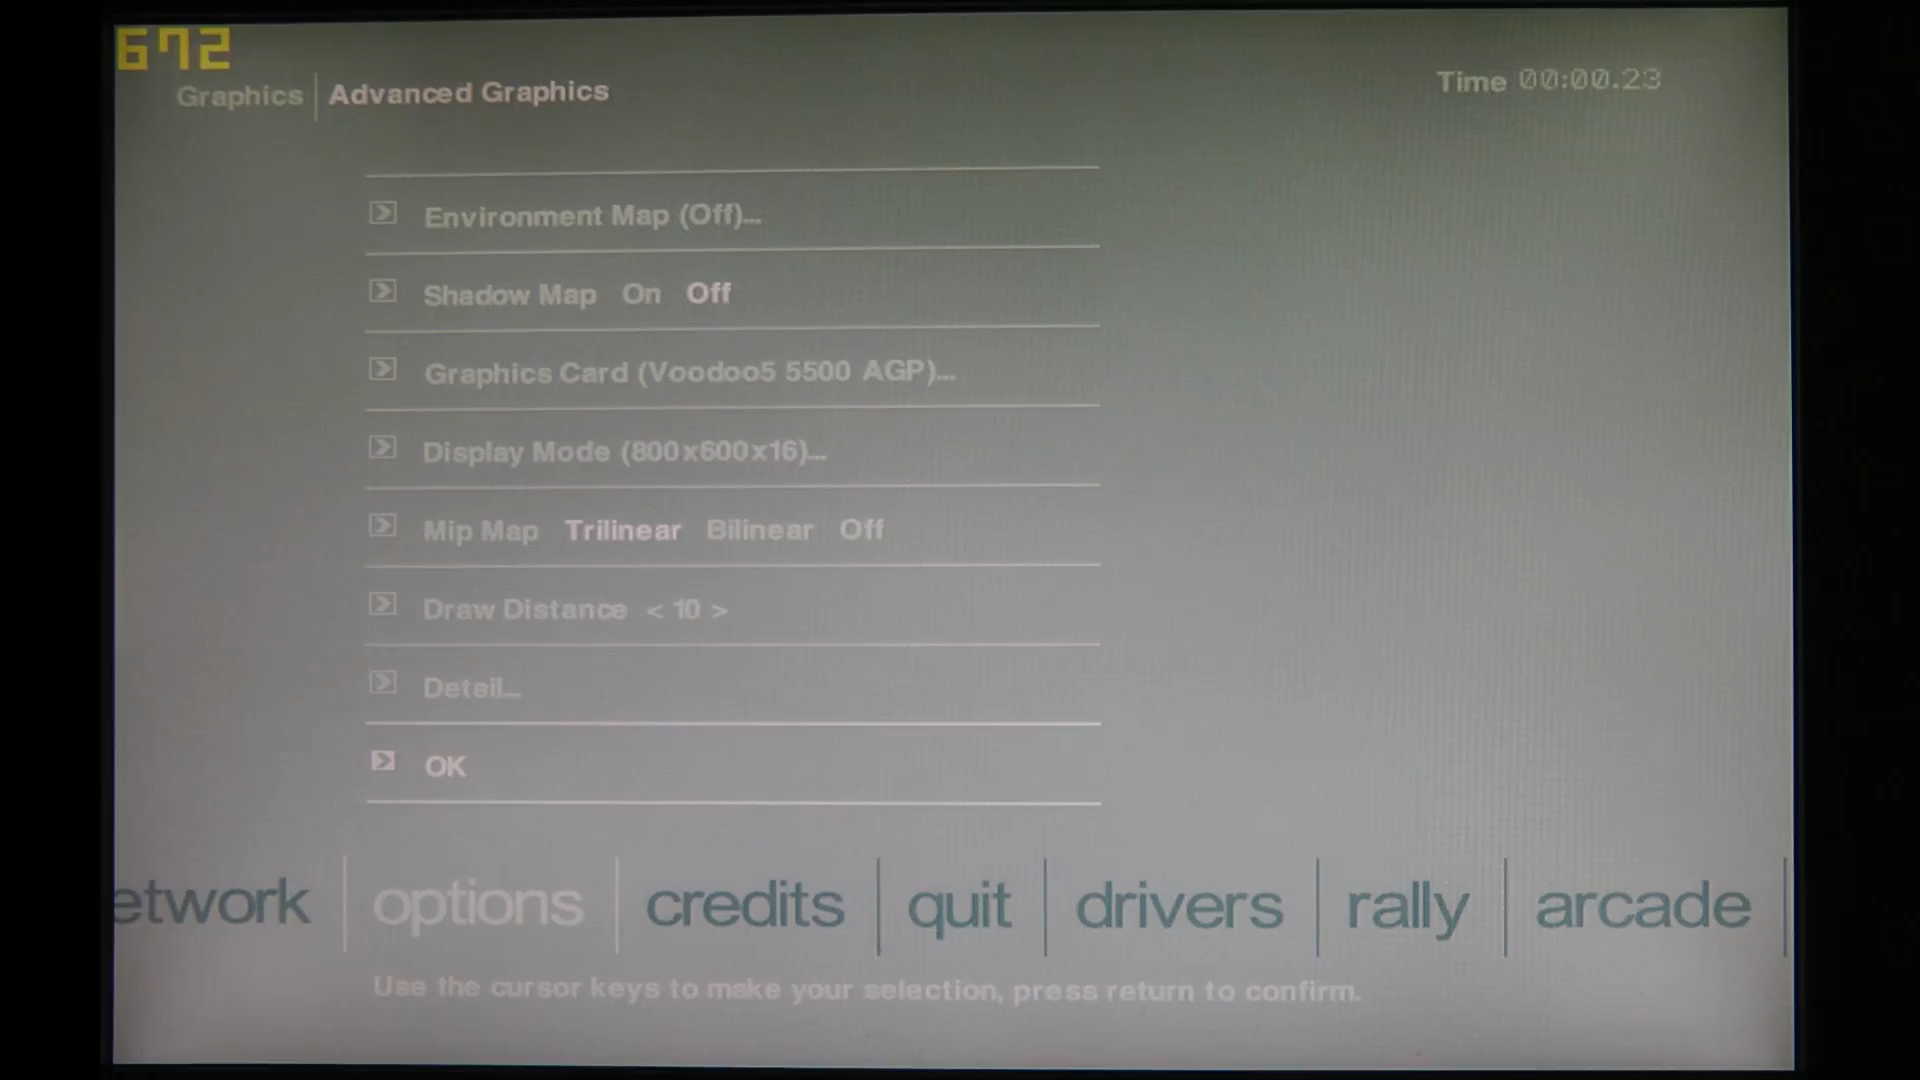 672
Graphics | Advanced Graphics
Time 00:00.23
Environment Map (Off)...
Shadow Map On Off
Graphics Card (Voodoo5 5500 AGP)...
Display Mode (800x600x16)...
Mip Map Trilinear Bilinear Off
Draw Distance < 10 >
Detail...
OK
etwork | options | credits | quit | drivers | rally | arcade
Use the cursor keys to make your selection, press return to confirm.